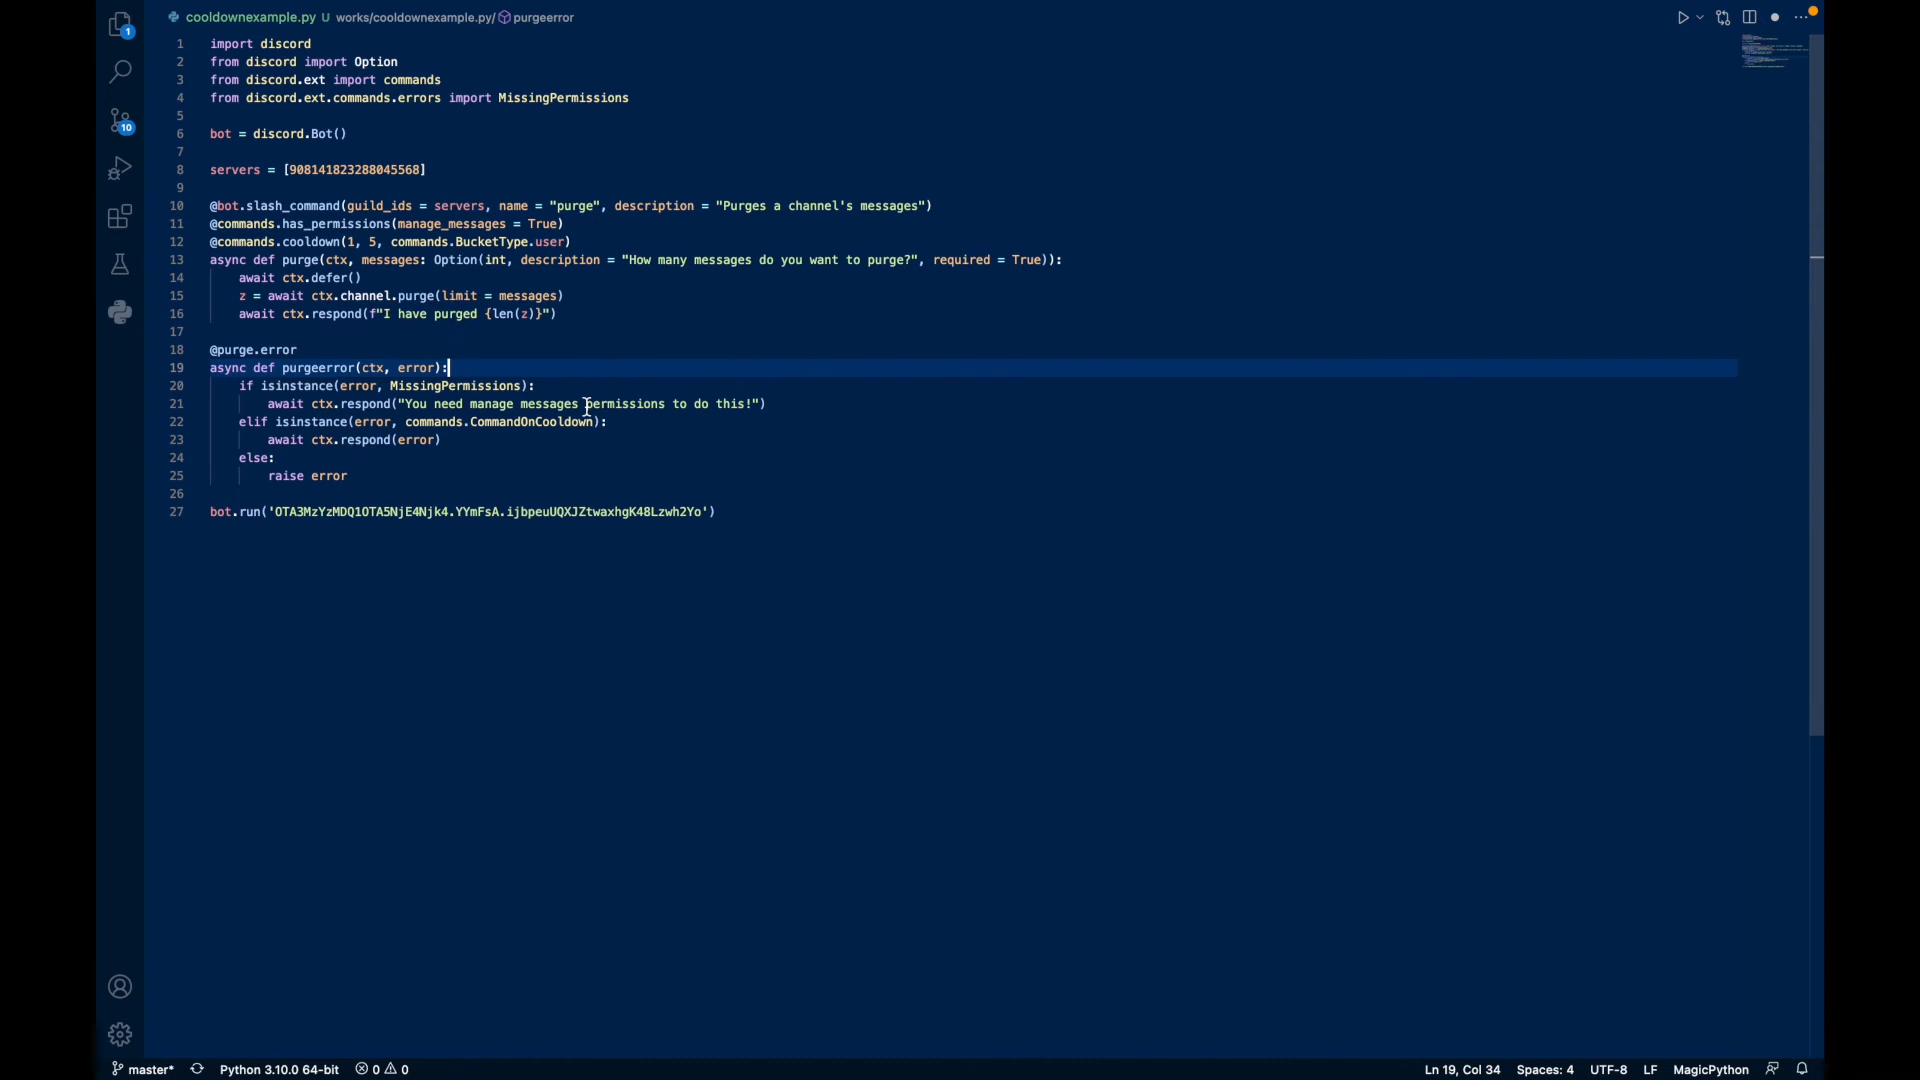 cooldownexample.py U works/cooldownexample.py/ purgeerror
1
10
1 import discord
2 from discord import Option
3 from discord.ext import commands
4 from discord.ext.commands.errors import MissingPermissions
5
6 bot = discord.Bot()
7
8 servers = [908141823288045568]
9
10 @bot.slash_command(guild_ids = servers, name = "purge", description = "Purges a channel's messages")
11 @commands.has_permissions(manage_messages = True)
12 @commands.cooldown(1, 5, commands.BucketType.user)
13 async def purge(ctx, messages: Option(int, description = "How many messages do you want to purge?", required = True)):
14 await ctx.defer()
15 z = await ctx.channel.purge(limit = messages)
16 await ctx.respond(f"I have purged {len(z)}")
17
18 @purge.error
19 async def purgeerror(ctx, error):
20 if isinstance(error, MissingPermissions):
21 await ctx.respond("You need manage messages permissions to do this!")
22 elif isinstance(error, commands.CommandOnCooldown):
23 await ctx.respond(error)
24 else:
25 raise error
26
27 bot.run('OTA3MzYzMDQ1OTA5NjE4Njk4.YYmFsA.ijbpeuUQXJZtwaxhgK48Lzwh2Yo')
master* Python 3.10.0 64-bit 0 0 Ln 19, Col 34 Spaces: 4 UTF-8 LF MagicPython